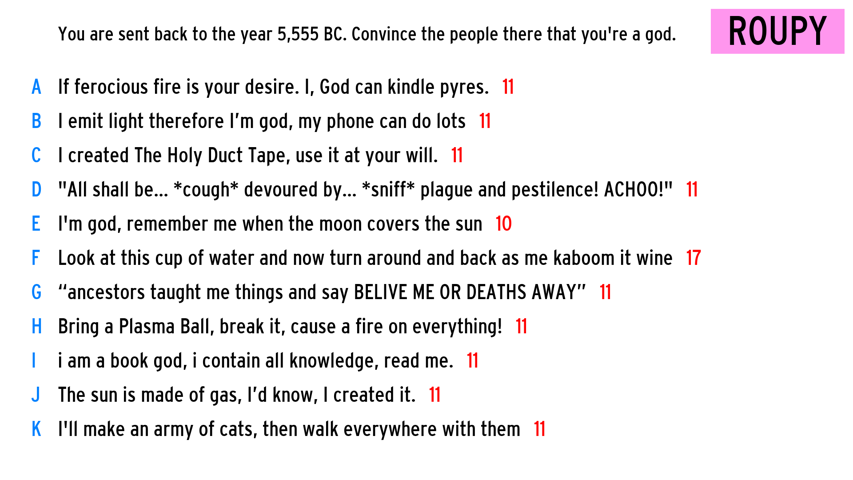 You are sent back to the year 5,555 BC. Convince the people there that you're a god.
ROUPY
A If ferocious fire is your desire. I, God can kindle pyres. 11
B I emit light therefore I’m god, my phone can do lots 11
C I created The Holy Duct Tape, use it at your will. 11
D "All shall be... *cough* devoured by... *sniff* plague and pestilence! ACHOO!" 11
E I'm god, remember me when the moon covers the sun 10
F Look at this cup of water and now turn around and back as me kaboom it wine 17
G “ancestors taught me things and say BELIVE ME OR DEATHS AWAY” 11
H Bring a Plasma Ball, break it, cause a fire on everything! 11
I i am a book god, i contain all knowledge, read me. 11
J The sun is made of gas, I’d know, I created it. 11
K I'll make an army of cats, then walk everywhere with them 11